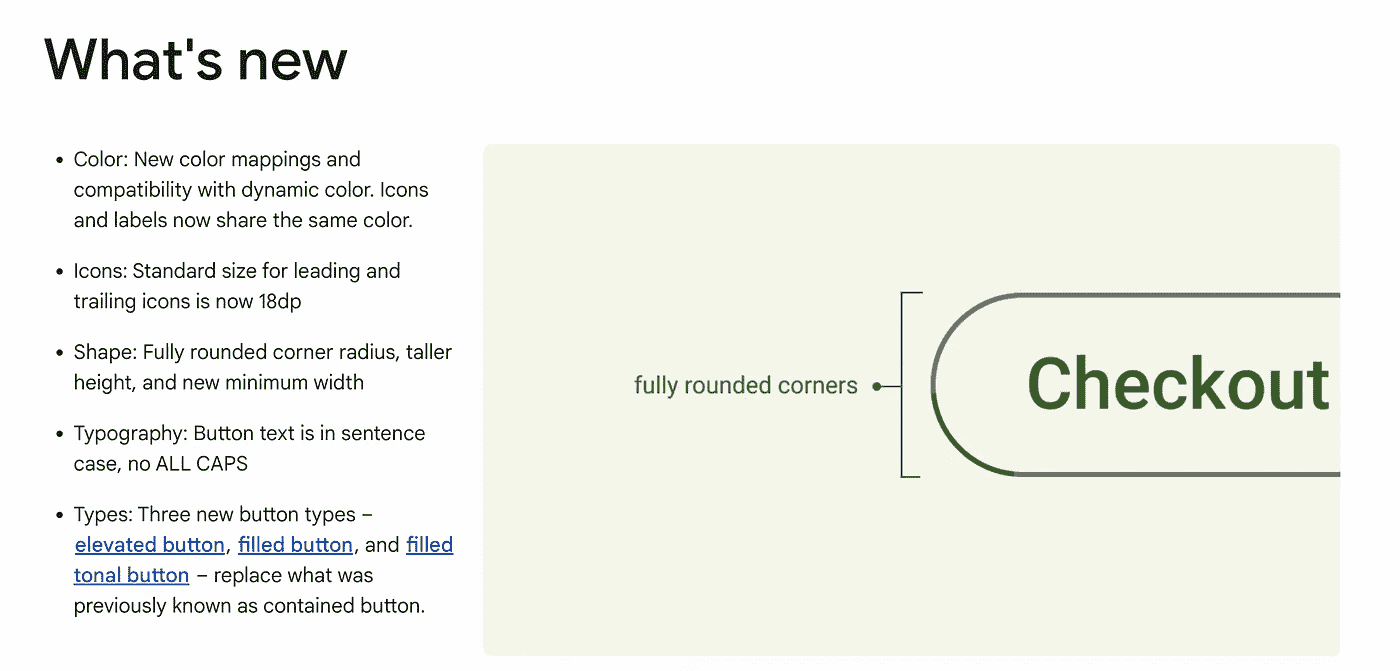 What's new
• Color: New color mappings and
compatibility with dynamic color. Icons
and labels now share the same color.
• Icons: Standard size for leading and
trailing icons is now 18dp
• Shape: Fully rounded corner radius, taller
height, and new minimum width
• Typography: Button text is in sentence
case, no ALL CAPS
• Types: Three new button types –
elevated button, filled button, and filled
tonal button – replace what was
previously known as contained button.
fully rounded corners
Checkout